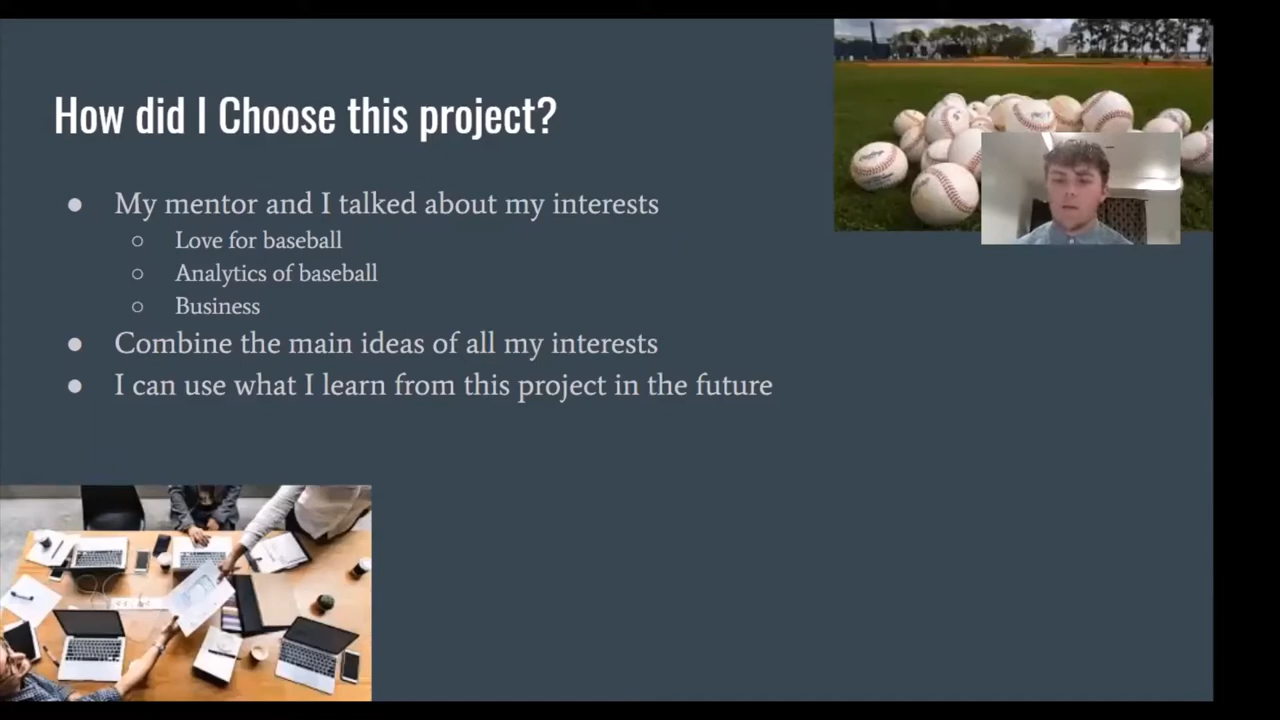 How did I Choose this project?
● My mentor and I talked about my interests
○ Love for baseball
○ Analytics of baseball
○ Business
● Combine the main ideas of all my interests
● I can use what I learn from this project in the future